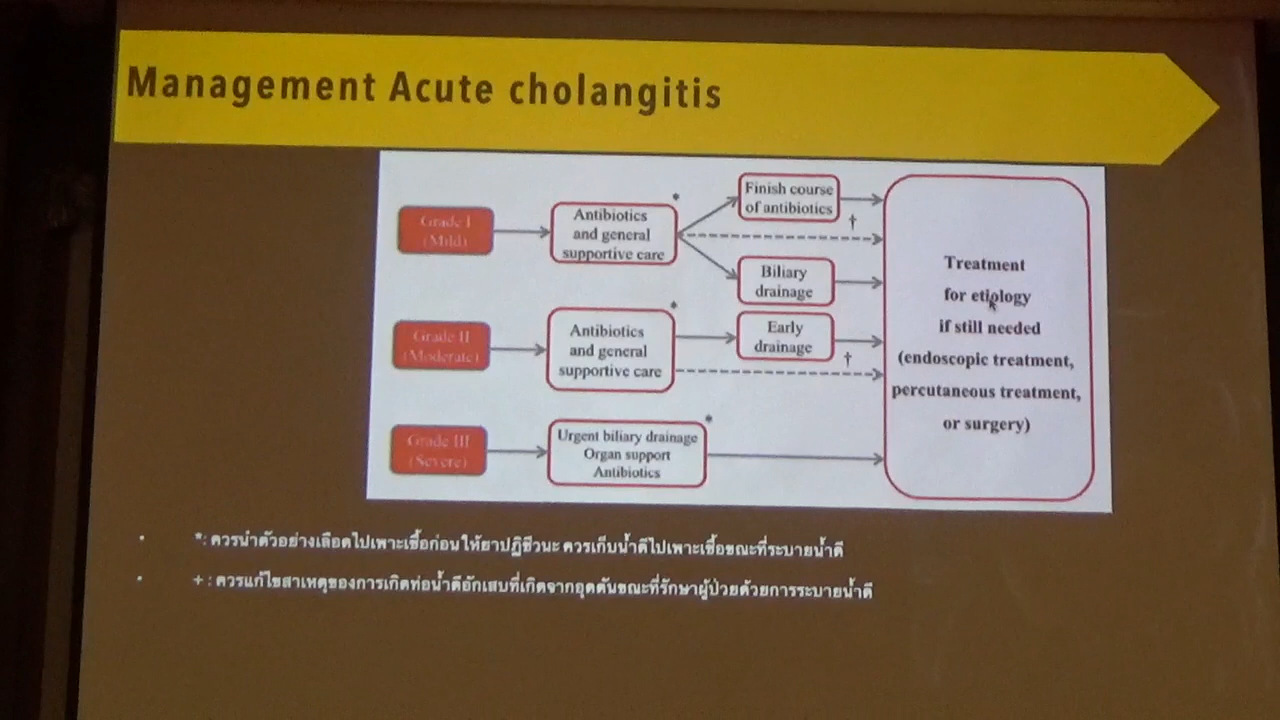 Management Acute cholangitis
Grade I
(Mild)
Antibiotics
and general
supportive care
*
Finish course
of antibiotics
†
Biliary
drainage
Grade II
(Moderate)
Antibiotics
and general
supportive care
*
Early
drainage
†
Grade III
(Severe)
Urgent biliary drainage
Organ support
Antibiotics
*
Treatment
for etiology
if still needed
(endoscopic treatment,
percutaneous treatment,
or surgery)
• *: ควรนำตัวอย่างเลือดไปเพาะเชื้อก่อนให้ยาปฏิชีวนะ ควรเก็บน้ำดีไปเพาะเชื้อขณะที่ระบายน้ำดี
• + : ควรแก้ไขสาเหตุของการเกิดท่อน้ำดีอักเสบที่เกิดจากอุดตันขณะที่รักษาผู้ป่วยด้วยการระบายน้ำดี